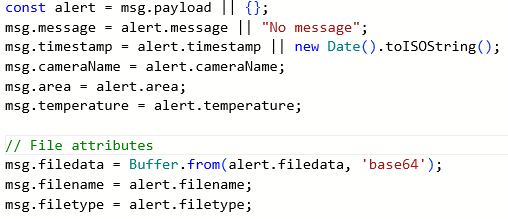 const alert = msg.payload || {};
msg.message = alert.message || "No message";
msg.timestamp = alert.timestamp || new Date().toISOString();
msg.cameraName = alert.cameraName;
msg.area = alert.area;
msg.temperature = alert.temperature;
// File attributes
msg.filedata = Buffer.from(alert.filedata, 'base64');
msg.filename = alert.filename;
msg.filetype = alert.filetype;